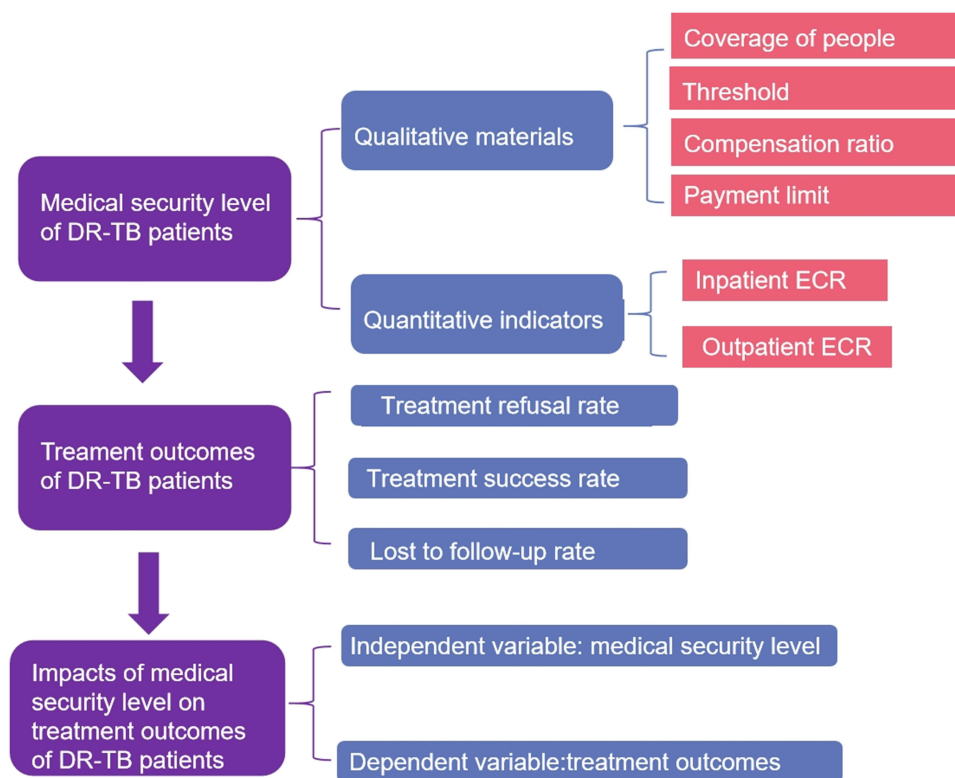 Coverage of people
Threshold
Qualitative materials
Compensation ratio
Payment limit
Medical security level
of DR-TB patients
Inpatient ECR
Quantitative indicators
Outpatient ECR
Treatment refusal rate
Treament outcomes
of DR-TB patients
Treatment success rate
Lost to follow-up rate
Independent variable: medical security level
Impacts of medical
security level on
treatment outcomes
of DR-TB patients
Dependent variable:treatment outcomes